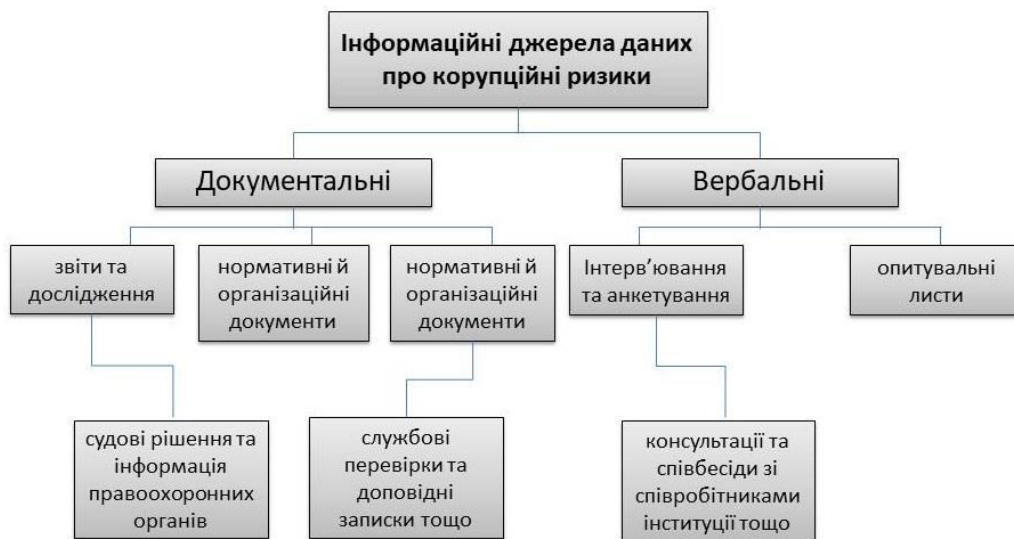 Інформаційні джерела даних
про корупційні ризики
Документальні
Вербальні
звіти та
дослідження
нормативні й
організаційні
документи
нормативні й
організаційні
документи
Інтерв’ювання
та анкетування
опитувальні
листи
судові рішення та
інформація
правоохоронних
органів
службові
перевірки та
доповідні
записки тощо
консультації та
співбесіди зі
співробітниками
інституції тощо